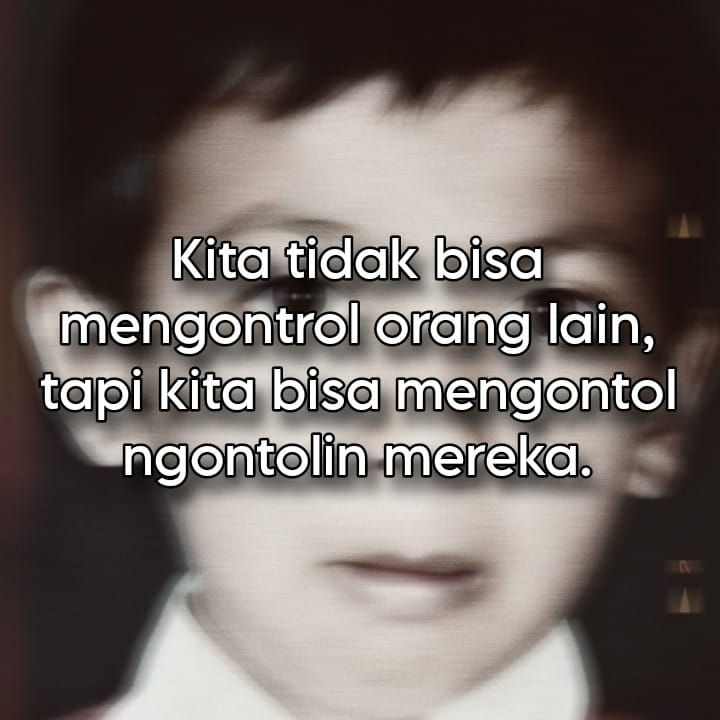 Kita tidak bisa
mengontrol orang lain,
tapi kita bisa mengontol
ngontolin mereka.